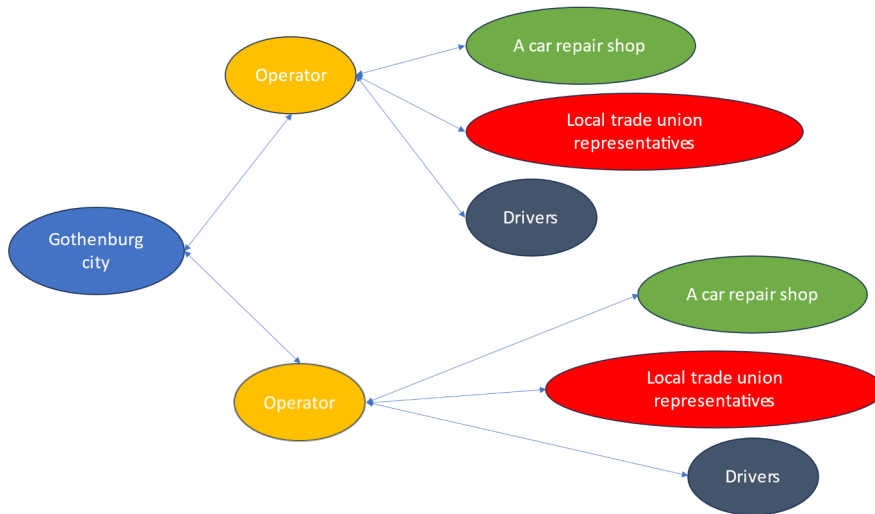 Operator
A car repair shop
Local trade union
representatives
Drivers
Gothenburg
city
A car repair shop
Operator
Local trade union
representatives
Drivers